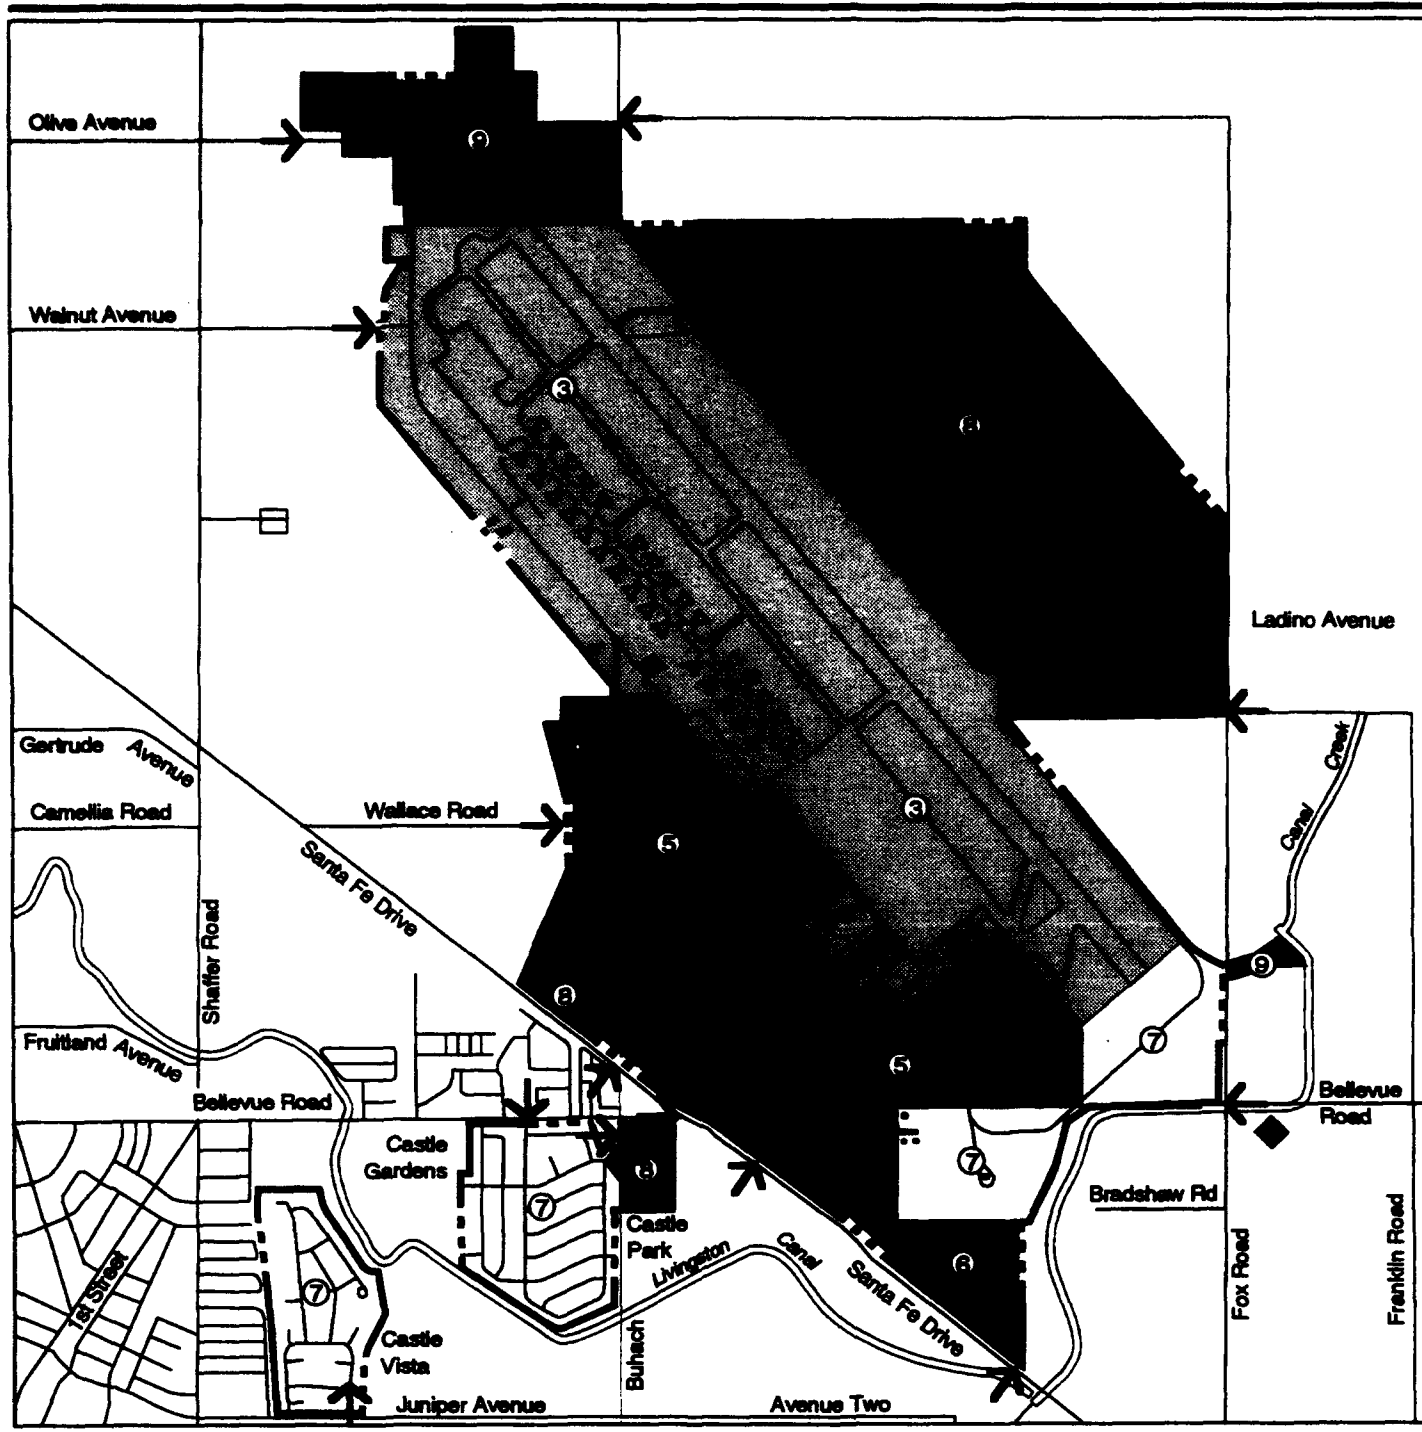 9
Olive Avenue
Walnut Avenue
3
8
Ladino Avenue
Gertrude Avenue
Camellia Road
Wallace Road
Santa Fe Drive
3
5
Canal Creek
Shaffer Road
8
9
Fruitland Avenue
7
5
Bellevue Road
Bellevue
Road
Castle
Gardens
8
7
Bradshaw Rd
7
Castle
Park
Livingston Canal
Santa Fe Drive
8
Fox Road
Franklin Road
1st Street
7
Castle
Vista
Buhach
Juniper Avenue
Avenue Two